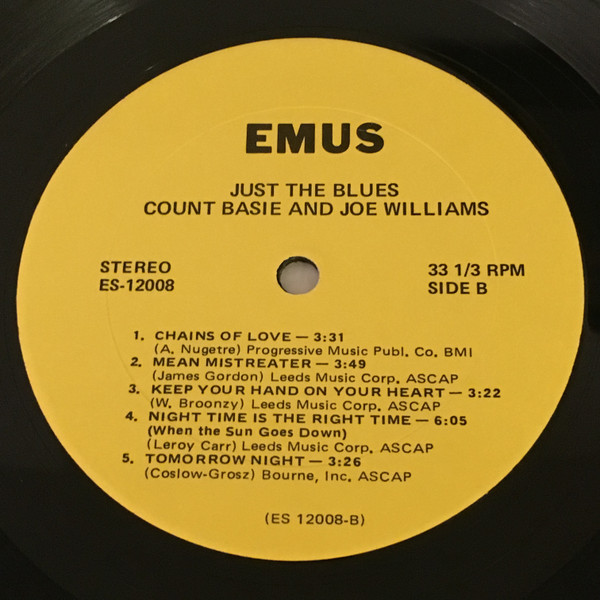 EMUS
JUST THE BLUES
COUNT BASIE AND JOE WILLIAMS
STEREO
ES-12008
33 1/3 RPM
SIDE B
1. CHAINS OF LOVE — 3:31
(A. Nugetre) Progressive Music Publ. Co. BMI
2. MEAN MISTREATER — 3:49
(James Gordon) Leeds Music Corp. ASCAP
3. KEEP YOUR HAND ON YOUR HEART — 3:22
(W. Broonzy) Leeds Music Corp. ASCAP
4. NIGHT TIME IS THE RIGHT TIME — 6:05
(When the Sun Goes Down)
(Leroy Carr) Leeds Music Corp. ASCAP
5. TOMORROW NIGHT — 3:26
(Coslow-Grosz) Bourne, Inc. ASCAP
(ES 12008-B)